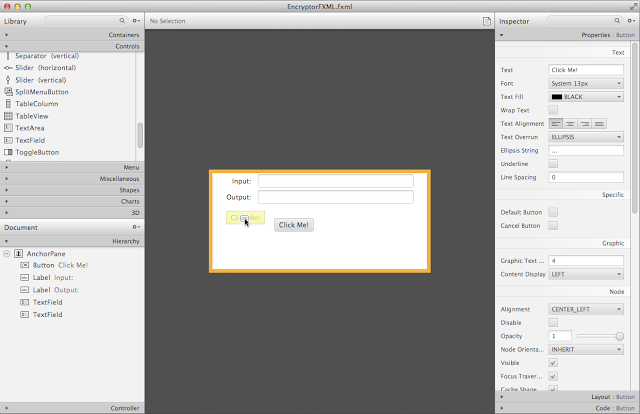 EncryptorFXML.fxml
Library
Containers
Controls
Separator (vertical)
Slider (horizontal)
Slider (vertical)
SplitMenuButton
TableColumn
TableView
TextArea
TextField
ToggleButton
Menu
Miscellaneous
Shapes
Charts
3D
Document
Hierarchy
AnchorPane
Button Click Me!
Label Input:
Label Output:
TextField
TextField
Controller
No Selection
Input:
Output:
Click Me!
Click Me!
Inspector
Properties : Button
Text
Text Click Me!
Font System 13px
Text Fill BLACK
Wrap Text
Text Alignment
Text Overrun ELLIPSIS
Ellipsis String ...
Underline
Line Spacing 0
Specific
Default Button
Cancel Button
Graphic
Graphic Text ... 4
Content Display LEFT
Node
Alignment CENTER_LEFT
Disable
Opacity 1
Node Orienta... INHERIT
Visible
Focus Traver...
Cache Shape
Layout : Button
Code : Button